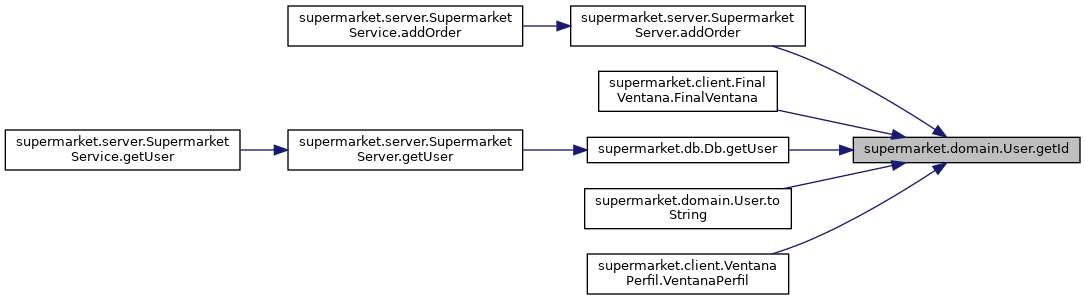 supermarket.server.Supermarket
Service.addOrder
supermarket.server.Supermarket
Server.addOrder
supermarket.client.Final
Ventana.FinalVentana
supermarket.server.Supermarket
Service.getUser
supermarket.server.Supermarket
Server.getUser
supermarket.db.Db.getUser
supermarket.domain.User.getId
supermarket.domain.User.to
String
supermarket.client.Ventana
Perfil.VentanaPerfil